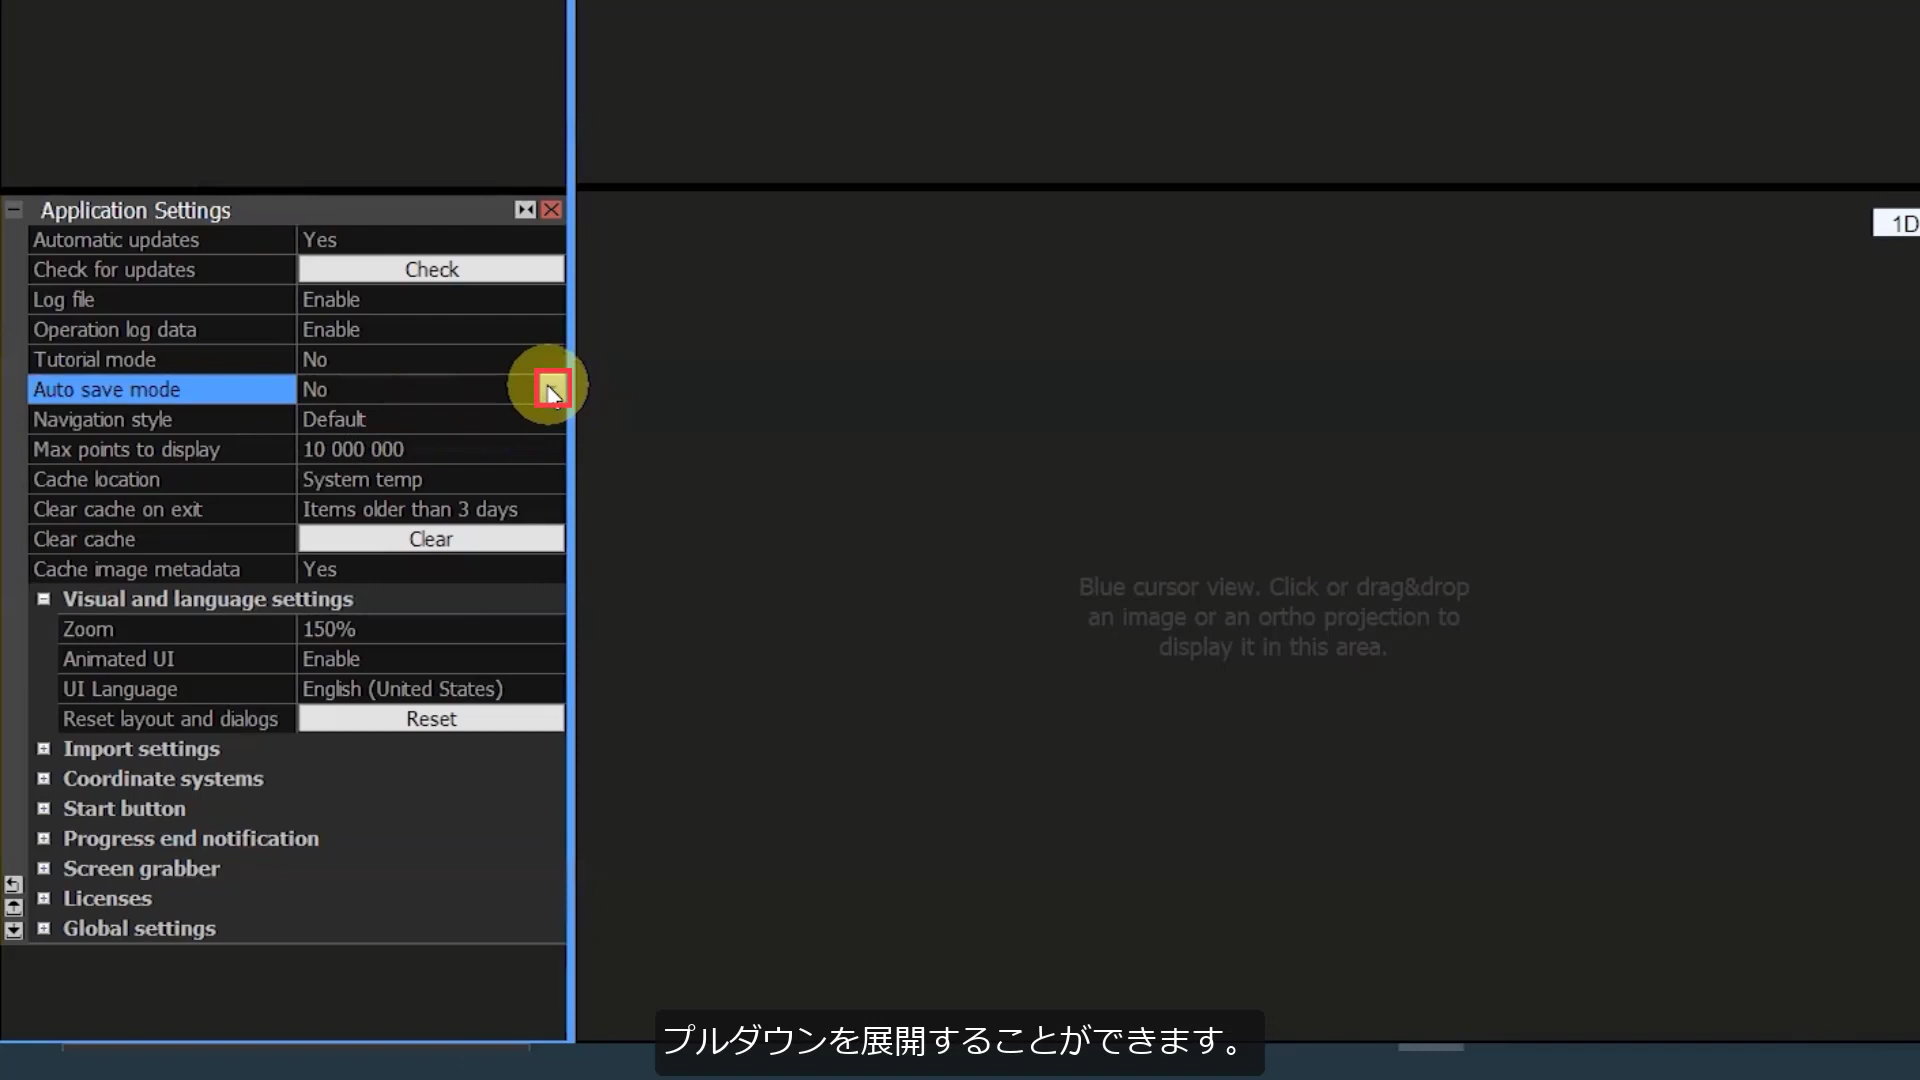 Application Settings
Automatic updates Yes
Check for updates Check
Log file Enable
Operation log data Enable
Tutorial mode No
Auto save mode No
Navigation style Default
Max points to display 10 000 000
Cache location System temp
Clear cache on exit Items older than 3 days
Clear cache Clear
Cache image metadata Yes
Visual and language settings
Zoom 150%
Animated UI Enable
UI Language English (United States)
Reset layout and dialogs Reset
Import settings
Coordinate systems
Start button
Progress end notification
Screen grabber
Licenses
Global settings
1D
Blue cursor view. Click or drag&drop
an image or an ortho projection to
display it in this area.
プルダウンを展開することができます。